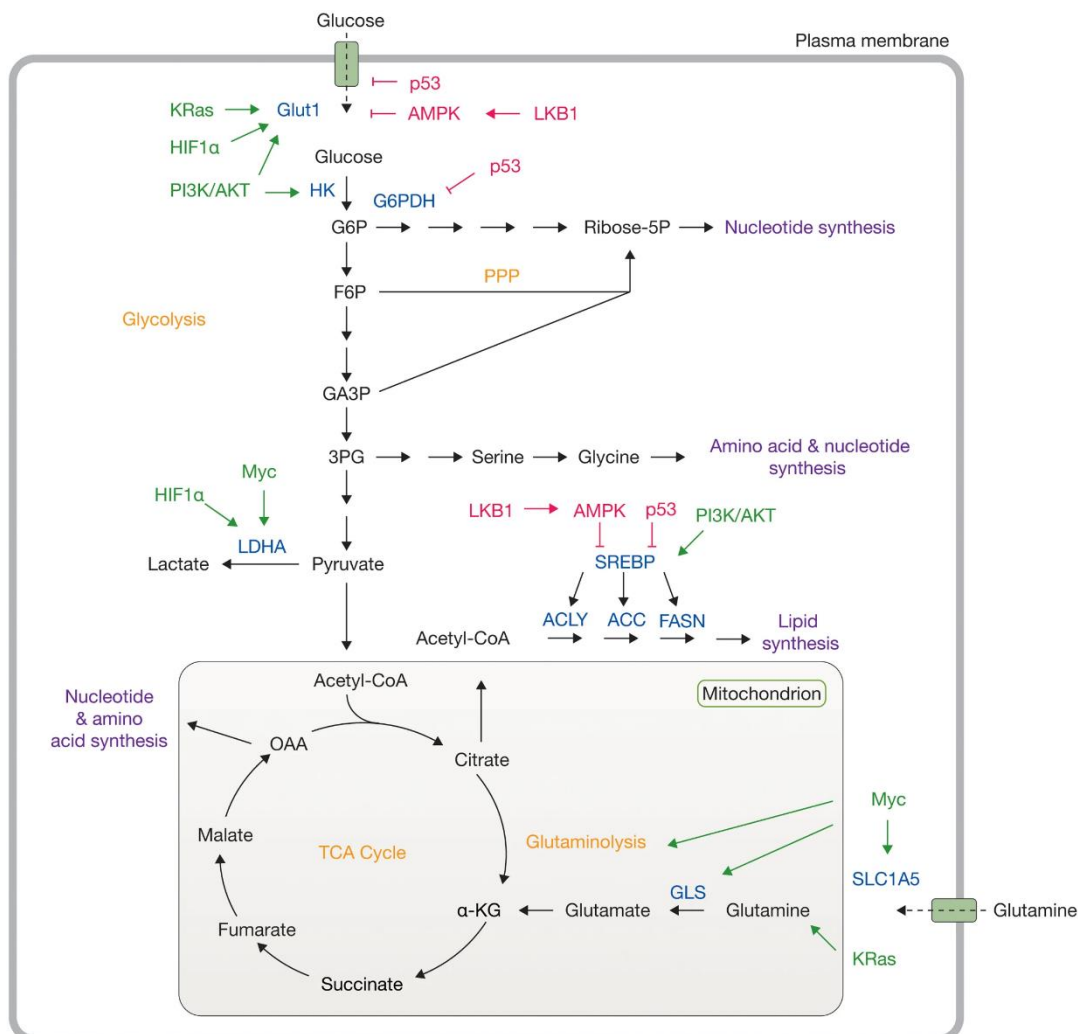 Glucose
Plasma membrane
p53
KRas
Glut1
AMPK
LKB1
HIF1α
Glucose
p53
PI3K/AKT
HK
G6PDH
G6P
Ribose-5P
Nucleotide synthesis
PPP
F6P
Glycolysis
GA3P
3PG
Serine
Glycine
Amino acid & nucleotide
synthesis
Myc
HIF1α
LKB1
AMPK
p53
PI3K/AKT
LDHA
Lactate
Pyruvate
SREBP
ACLY
ACC
FASN
Acetyl-CoA
Lipid
synthesis
Acetyl-CoA
Mitochondrion
Nucleotide
& amino
acid synthesis
OAA
Citrate
Myc
Malate
TCA Cycle
Glutaminolysis
SLC1A5
GLS
α-KG
Glutamate
Glutamine
Glutamine
Fumarate
KRas
Succinate